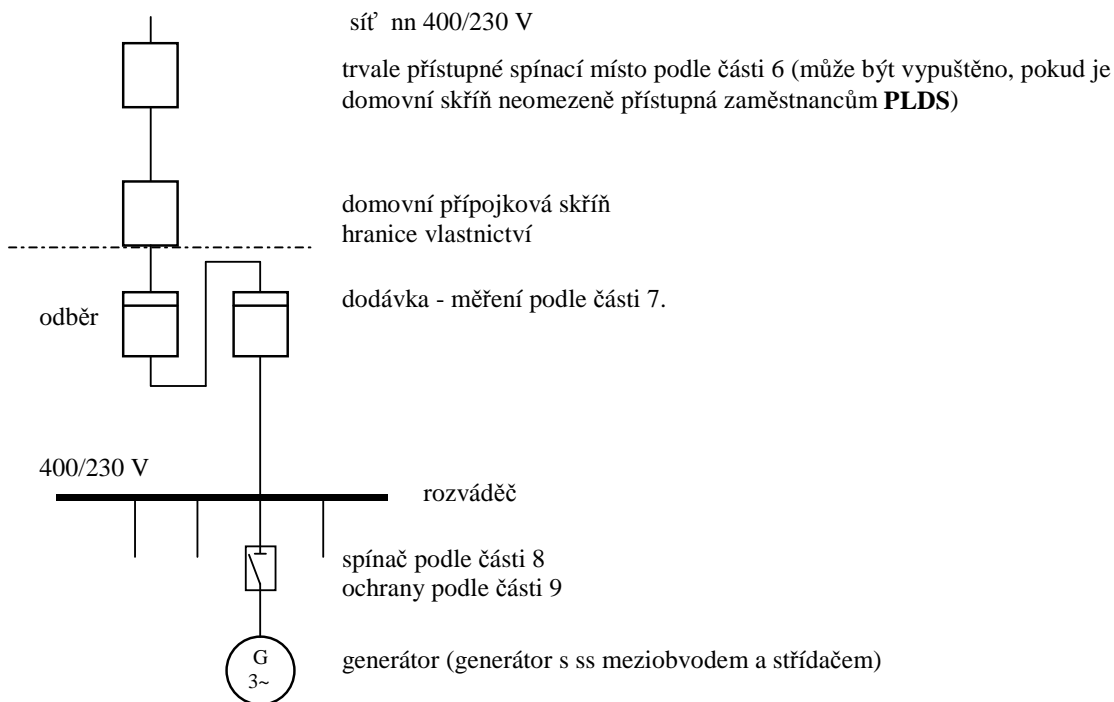 síť nn 400/230 V
trvale přístupné spínací místo podle části 6 (může být vypuštěno, pokud je
domovní skříň neomezeně přístupná zaměstnancům PLDS)
domovní přípojková skříň
hranice vlastnictví
odběr
dodávka - měření podle části 7.
400/230 V
rozváděč
spínač podle části 8
ochrany podle části 9
G
3~
generátor (generátor s ss meziobvodem a střídačem)